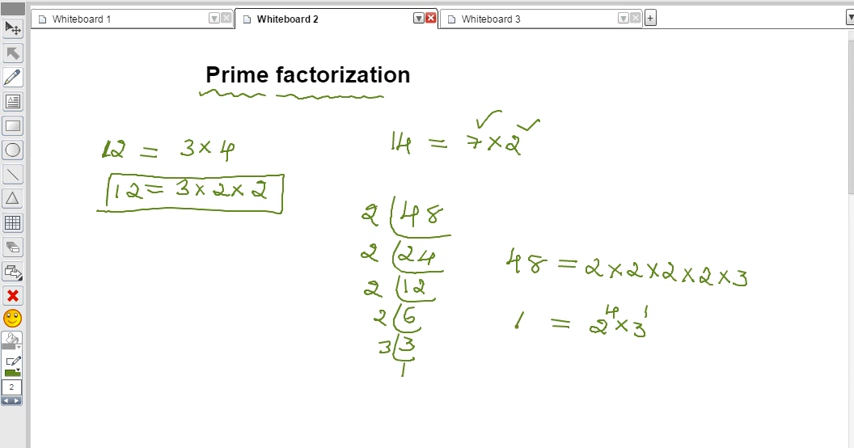 Whiteboard 1
Whiteboard 2
Whiteboard 3
Prime factorization
12 = 3 × 4
12 = 3 × 2 × 2
14 = 7 × 2
2 | 48
2 | 24
2 | 12
2 | 6
3 | 3
1
48 = 2 × 2 × 2 × 2 × 3
1 = 2⁴ × 3¹
2